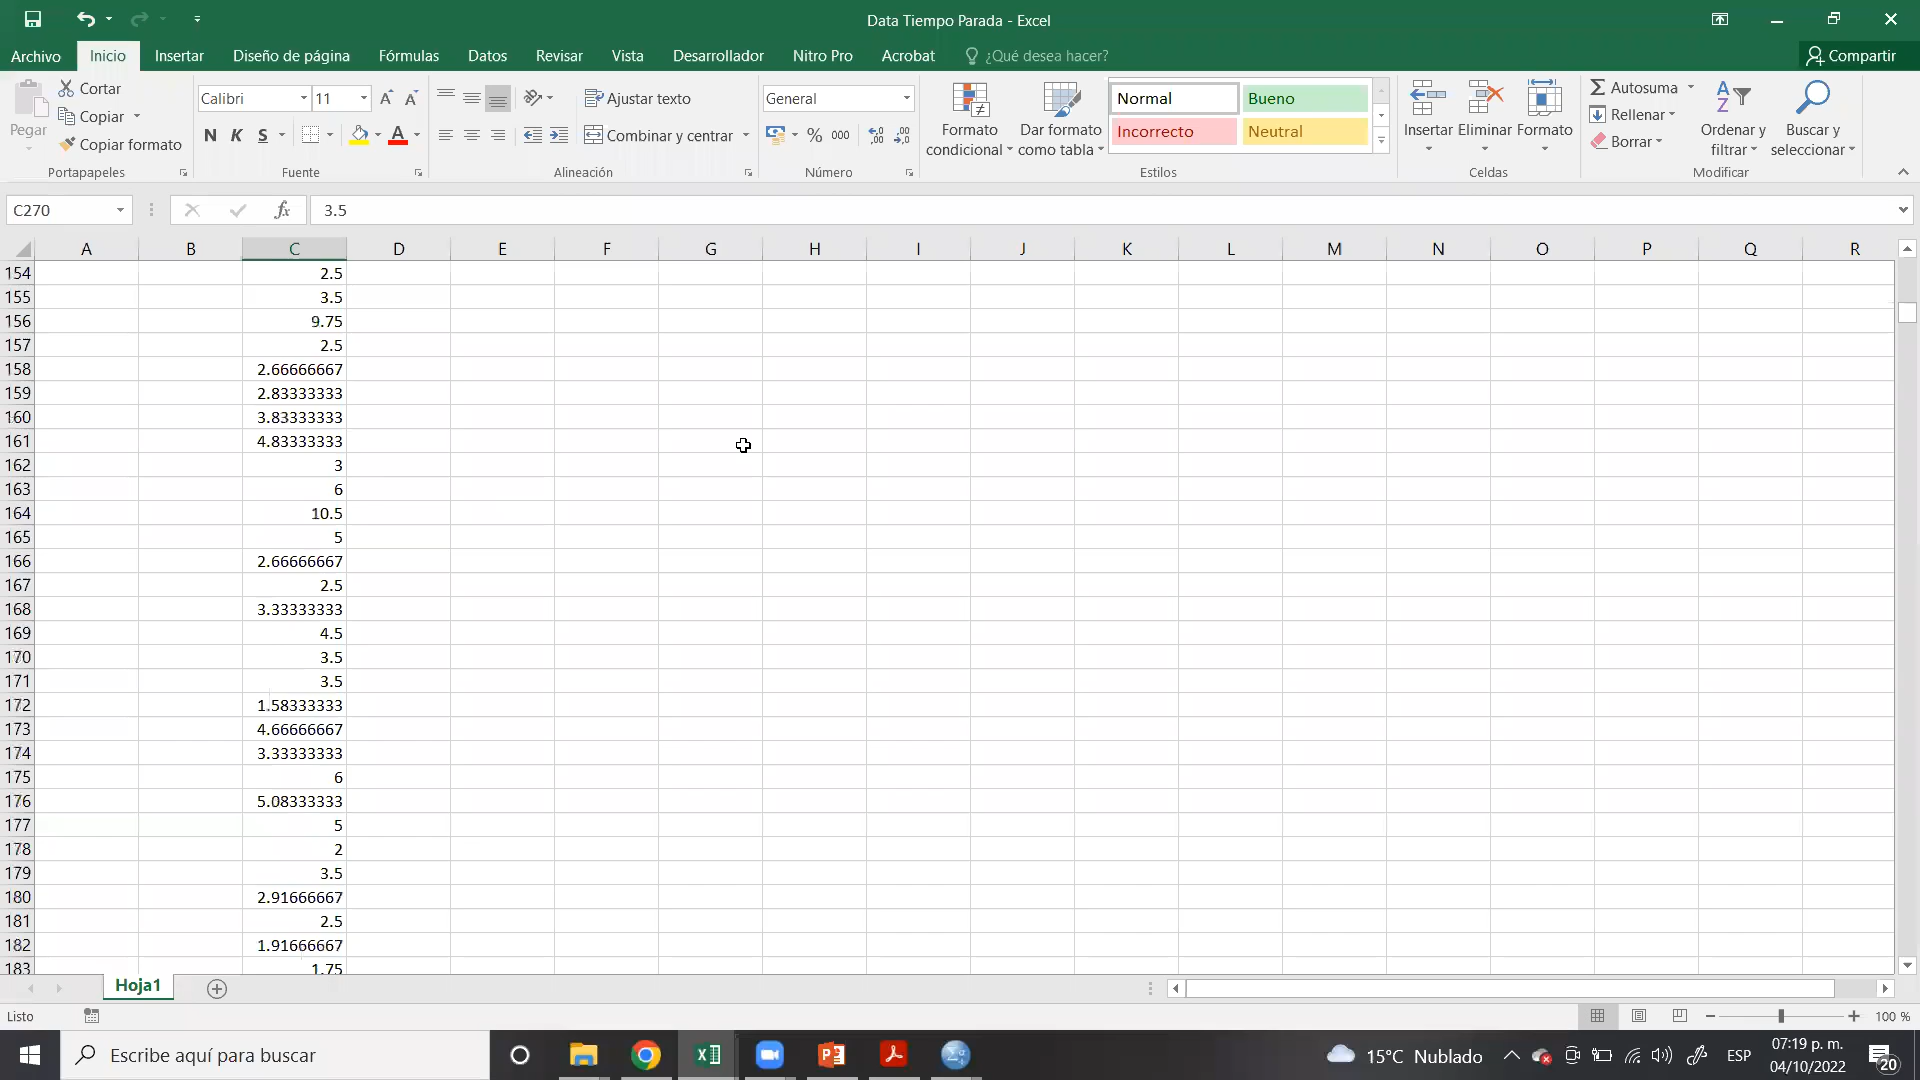 Data Tiempo Parada - Excel
Archivo Inicio Insertar Diseño de página Fórmulas Datos Revisar Vista Desarrollador Nitro Pro Acrobat ¿Qué desea hacer? Compartir
Pegar Cortar Copiar Copiar formato
Calibri 11
N K S
Ajustar texto
Combinar y centrar
General
% 000
Formato condicional
Dar formato como tabla
Normal Bueno
Incorrecto Neutral
Insertar Eliminar Formato
Autosuma
Rellenar
Borrar
Ordenar y filtrar
Buscar y seleccionar
Portapapeles Fuente Alineación Número Estilos Celdas Modificar
C270 fx 3.5
A B C D E F G H I J K L M N O P Q R
154 2.5
155 3.5
156 9.75
157 2.5
158 2.66666667
159 2.83333333
160 3.83333333
161 4.83333333
162 3
163 6
164 10.5
165 5
166 2.66666667
167 2.5
168 3.33333333
169 4.5
170 3.5
171 3.5
172 1.58333333
173 4.66666667
174 3.33333333
175 6
176 5.08333333
177 5
178 2
179 3.5
180 2.91666667
181 2.5
182 1.91666667
183 1.75
Hoja1
Listo 100 %
Escribe aquí para buscar
15°C Nublado ESP
07:19 p. m.
04/10/2022
20